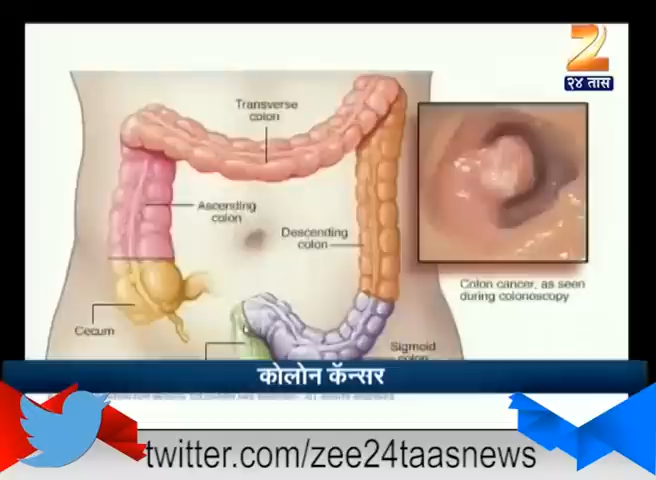 २४ तास
Transverse
colon
Ascending
colon
Descending
colon
Colon cancer, as seen
during colonoscopy
Cecum
Sigmoid
colon
कोलोन कॅन्सर
twitter.com/zee24taasnews